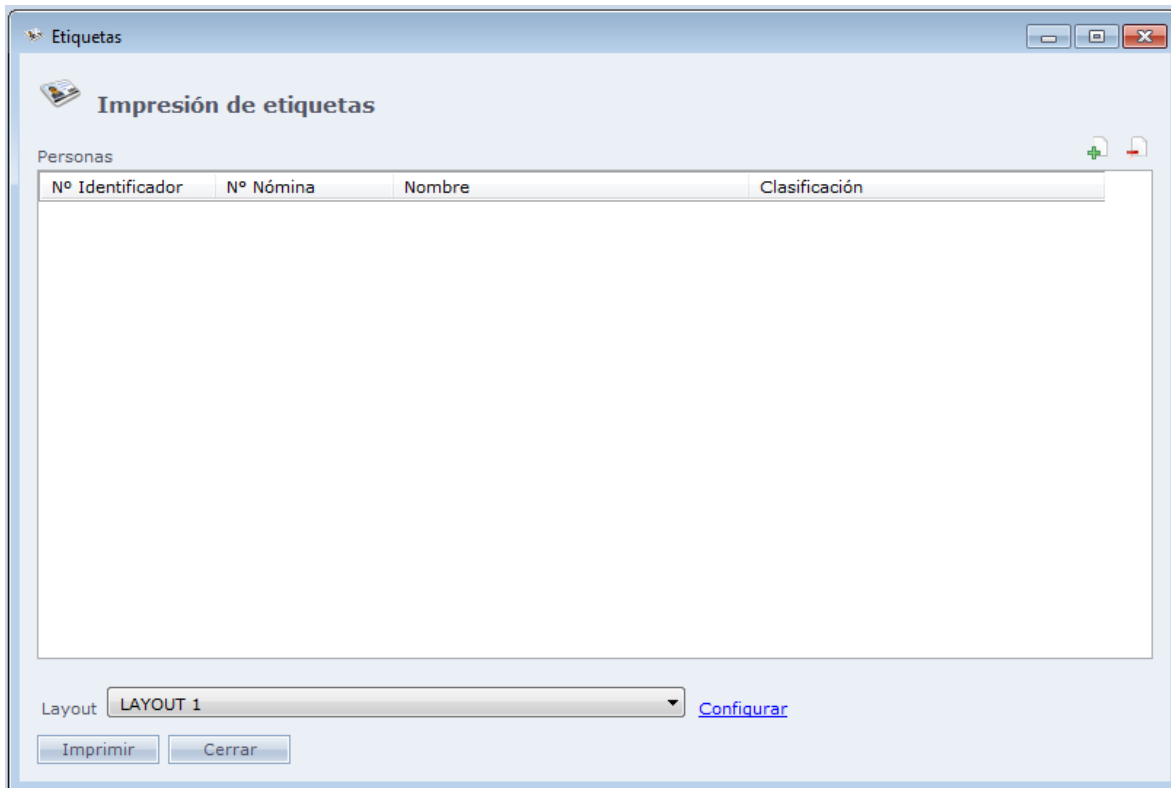 Etiquetas
Impresión de etiquetas
Personas
Nº Identificador Nº Nómina Nombre Clasificación
Layout LAYOUT 1 Configurar
Imprimir Cerrar